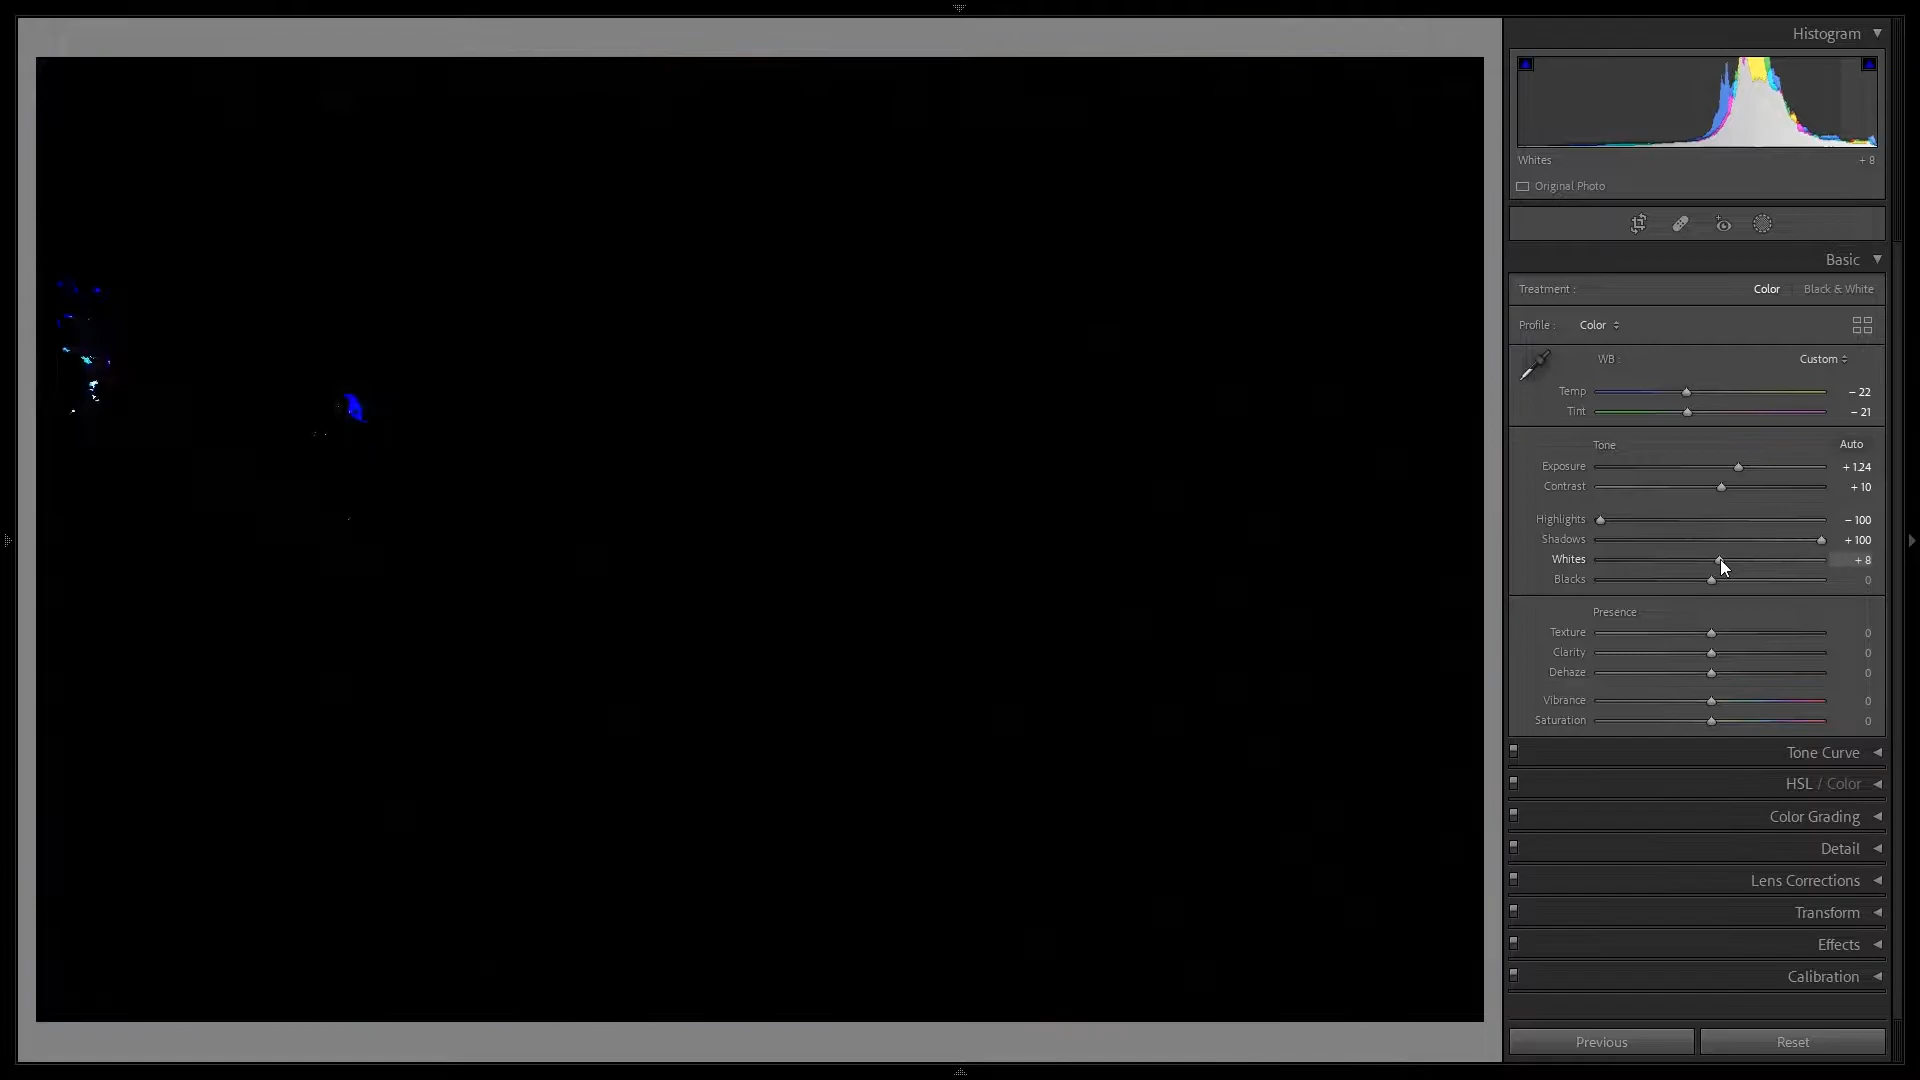 Histogram
Whites + 8
Original Photo
Basic
Treatment : Color Black & White
Profile : Color
WB : Custom
Temp − 22
Tint − 21
Tone Auto
Exposure + 1.24
Contrast + 10
Highlights − 100
Shadows + 100
Whites + 8
Blacks 0
Presence
Texture 0
Clarity 0
Dehaze 0
Vibrance 0
Saturation 0
Tone Curve
HSL / Color
Color Grading
Detail
Lens Corrections
Transform
Effects
Calibration
Previous Reset